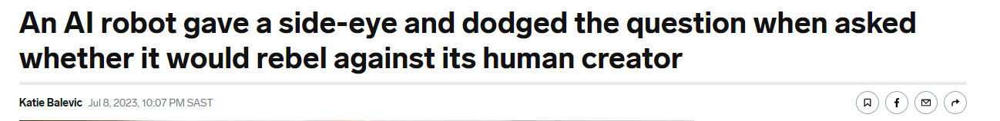 An AI robot gave a side-eye and dodged the question when asked
whether it would rebel against its human creator
Katie Balevic Jul 8, 2023, 10:07 PM SAST